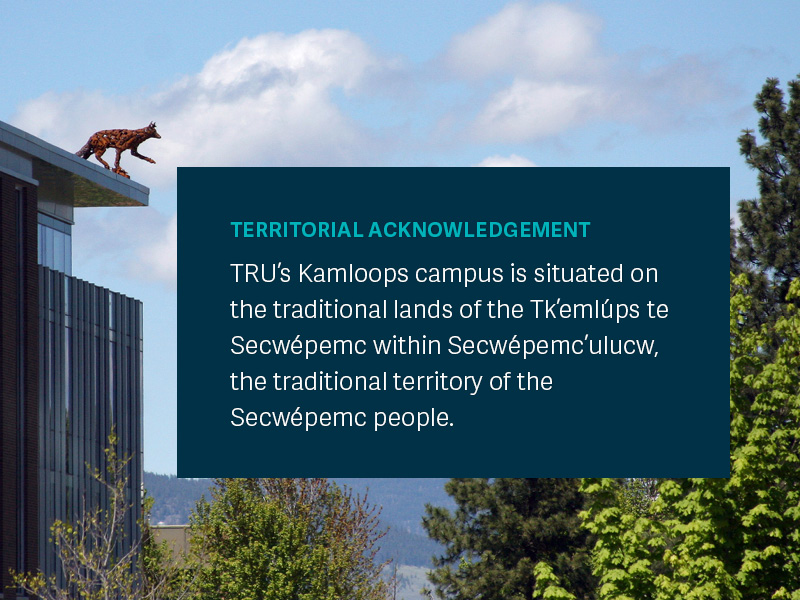 TERRITORIAL ACKNOWLEDGEMENT
TRU’s Kamloops campus is situated on
the traditional lands of the Tk’emlúps te
Secwépemc within Secwépemc’ulucw,
the traditional territory of the
Secwépemc people.